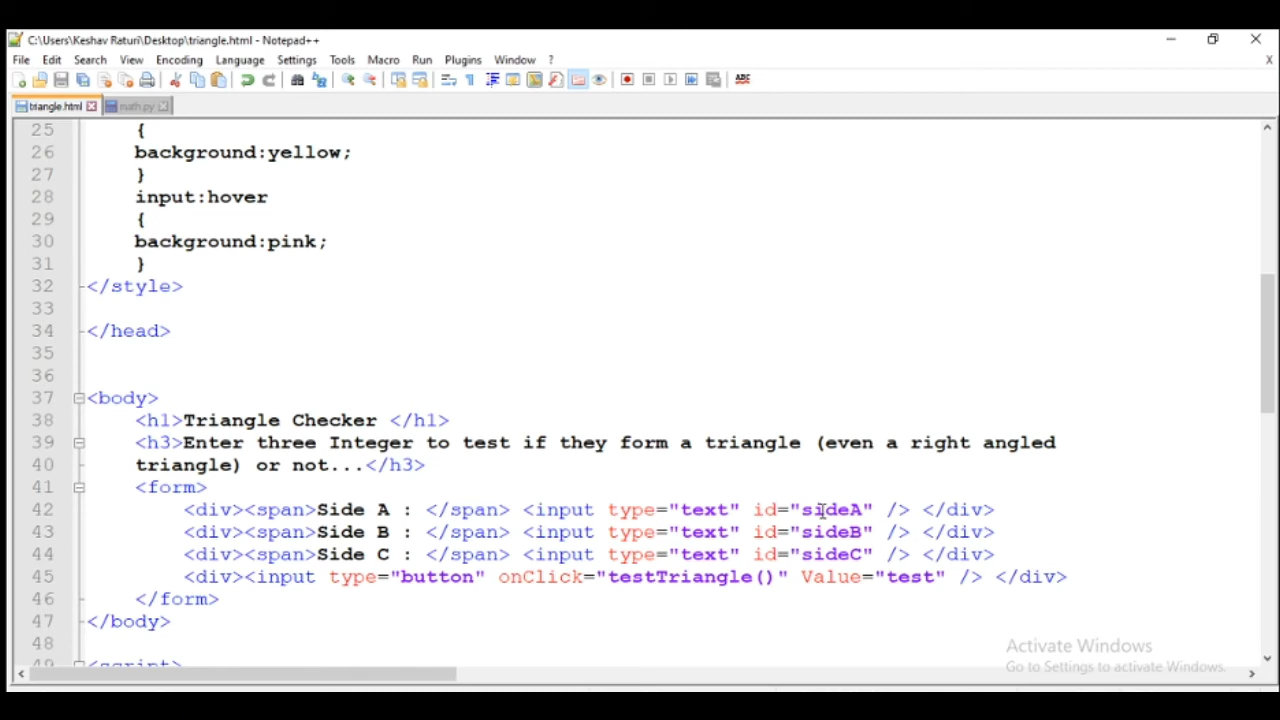 C:\Users\Keshav Raturi\Desktop\triangle.html - Notepad++
File Edit Search View Encoding Language Settings Tools Macro Run Plugins Window ? X
triangle.html math.py
25 {
26 background:yellow;
27 }
28 input:hover
29 {
30 background:pink;
31 }
32 </style>
33
34 </head>
35
36
37 <body>
38 <h1>Triangle Checker </h1>
39 <h3>Enter three Integer to test if they form a triangle (even a right angled
40 triangle) or not...</h3>
41 <form>
42 <div><span>Side A : </span> <input type="text" id="sideA" /> </div>
43 <div><span>Side B : </span> <input type="text" id="sideB" /> </div>
44 <div><span>Side C : </span> <input type="text" id="sideC" /> </div>
45 <div><input type="button" onClick="testTriangle()" Value="test" /> </div>
46 </form>
47 </body>
48
49 <script>
Activate Windows
Go to Settings to activate Windows.